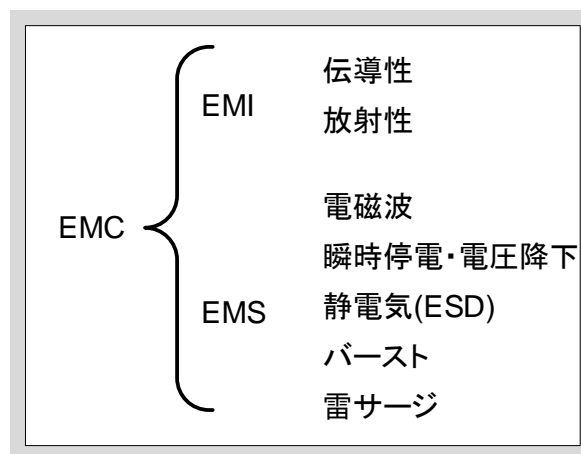 EMC
EMI
伝導性
放射性
EMS
電磁波
瞬時停電・電圧降下
静電気(ESD)
バースト
雷サージ